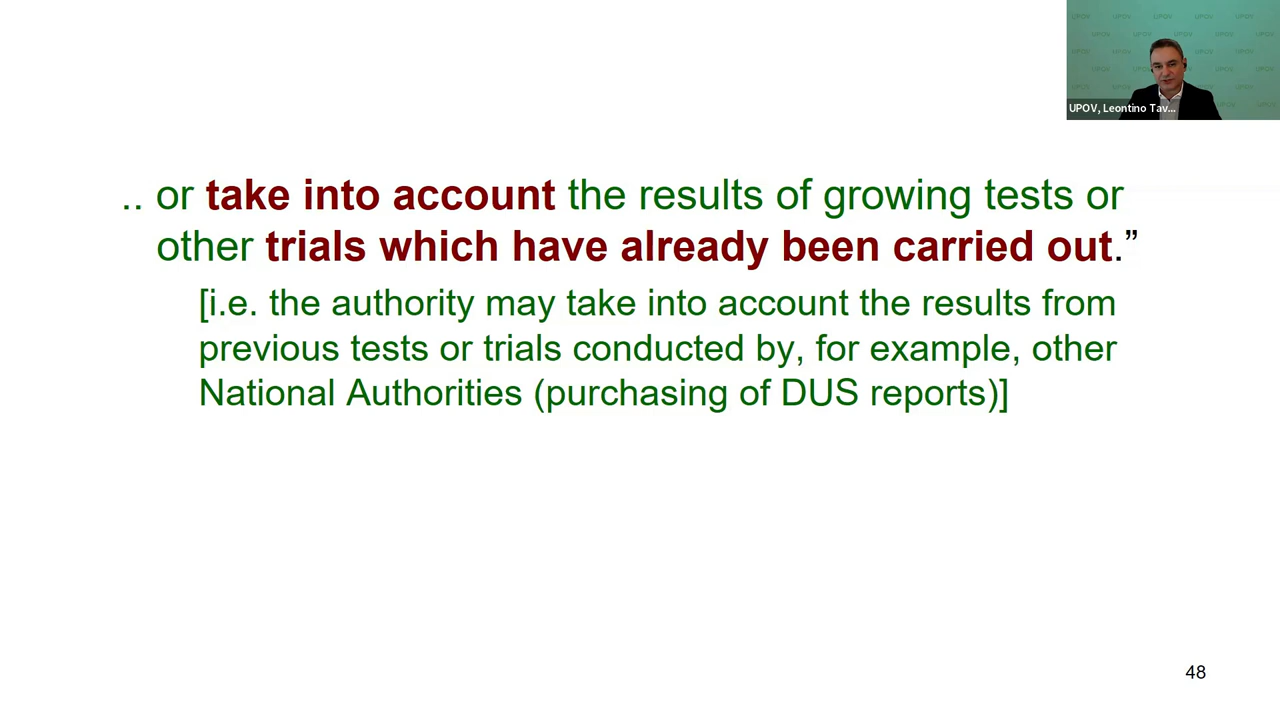 UPOV, Leontino Tav...
.. or take into account the results of growing tests or
other trials which have already been carried out.”
[i.e. the authority may take into account the results from
previous tests or trials conducted by, for example, other
National Authorities (purchasing of DUS reports)]
48